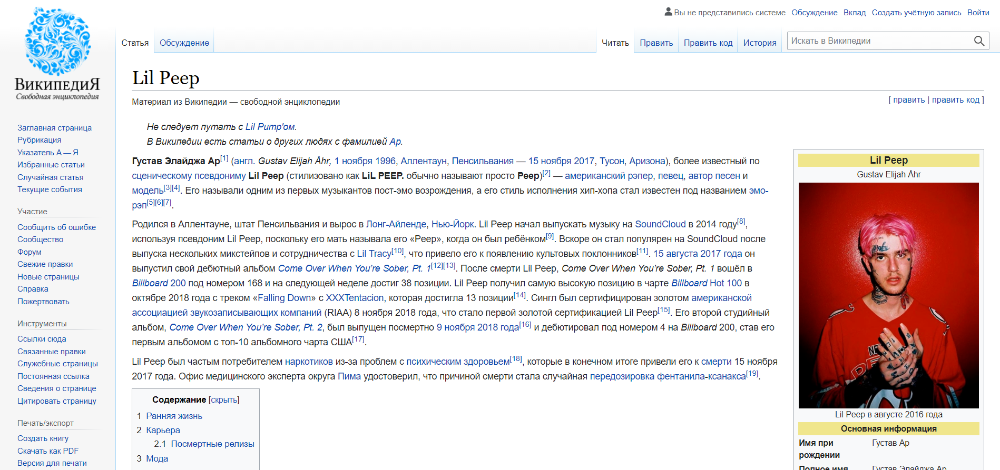 Вы не представились системе Обсуждение Вклад Создать учётную запись Войти
Статья Обсуждение Читать Править Править код История Искать в Википедии
ВикипедиЯ
Свободная энциклопедия
Заглавная страница
Рубрикация
Указатель А — Я
Избранные статьи
Случайная статья
Текущие события
Участие
Сообщить об ошибке
Сообщество
Форум
Свежие правки
Новые страницы
Справка
Пожертвовать
Инструменты
Ссылки сюда
Связанные правки
Служебные страницы
Постоянная ссылка
Сведения о странице
Цитировать страницу
Печать/экспорт
Создать книгу
Скачать как PDF
Версия для печати
Lil Peep
Материал из Википедии — свободной энциклопедии
[ править | править код ]
Не следует путать с Lil Pump'ом.
В Википедии есть статьи о других людях с фамилией Ар.
Густав Элайджа Ар[1] (англ. Gustav Elijah Åhr, 1 ноября 1996, Аллентаун, Пенсильвания — 15 ноября 2017, Тусон, Аризона), более известный по
сценическому псевдониму Lil Peep (стилизовано как LiL PEEP. обычно называют просто Peep)[2] — американский рэпер, певец, автор песен и
модель[3][4]. Его называли одним из первых музыкантов пост-эмо возрождения, а его стиль исполнения хип-хопа стал известен под названием эмо-
рэп[5][6][7].
Родился в Аллентауне, штат Пенсильвания и вырос в Лонг-Айленде, Нью-Йорк. Lil Peep начал выпускать музыку на SoundCloud в 2014 году[8],
используя псевдоним Lil Peep, поскольку его мать называла его «Peep», когда он был ребёнком[9]. Вскоре он стал популярен на SoundCloud после
выпуска нескольких микстейпов и сотрудничества с Lil Tracy[10], что привело его к появлению культовых поклонников[11]. 15 августа 2017 года он
выпустил свой дебютный альбом Come Over When You're Sober, Pt. 1[12][13]. После смерти Lil Peep, Come Over When You're Sober, Pt. 1 вошёл в
Billboard 200 под номером 168 и на следующей неделе достиг 38 позиции. Lil Peep получил самую высокую позицию в чарте Billboard Hot 100 в
октябре 2018 года с треком «Falling Down» с XXXTentacion, которая достигла 13 позиции[14]. Сингл был сертифицирован золотом американской
ассоциацией звукозаписывающих компаний (RIAA) 8 ноября 2018 года, что стало первой золотой сертификацией Lil Peep[15]. Его второй студийный
альбом, Come Over When You're Sober, Pt. 2, был выпущен посмертно 9 ноября 2018 года[16] и дебютировал под номером 4 на Billboard 200, став его
первым альбомом с топ-10 альбомного чарта США[17].
Lil Peep был частым потребителем наркотиков из-за проблем с психическим здоровьем[18], которые в конечном итоге привели его к смерти 15 ноября
2017 года. Офис медицинского эксперта округа Пима удостоверил, что причиной смерти стала случайная передозировка фентанила-ксанакса[19].
Содержание [скрыть]
1 Ранняя жизнь
2 Карьера
2.1 Посмертные релизы
3 Мода
Lil Peep
Gustav Elijah Åhr
Lil Peep в августе 2016 года
Основная информация
Имя при Густав Ар
рождении
Полное имя Густав Элайджа Ар